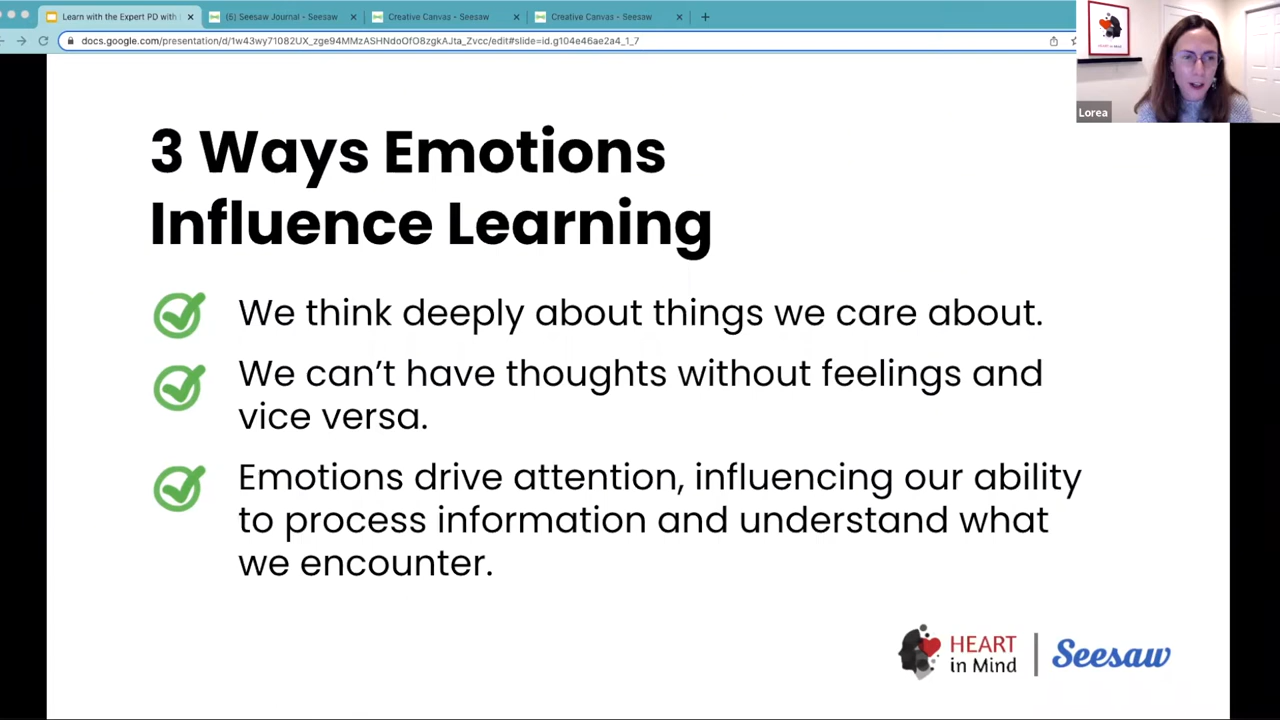 Learn with the Expert PD with
(5) Seesaw Journal - Seesaw
Creative Canvas - Seesaw
Creative Canvas - Seesaw
docs.google.com/presentation/d/1w43wy71082UX_zge94MMzASHNdoOfO8zgkAJta_Zvcc/edit#slide=id.g104e46ae2a4_1_7
HEART in MIND
Lorea
3 Ways Emotions
Influence Learning
We think deeply about things we care about.
We can’t have thoughts without feelings and
vice versa.
Emotions drive attention, influencing our ability
to process information and understand what
we encounter.
HEART
in Mind
Seesaw